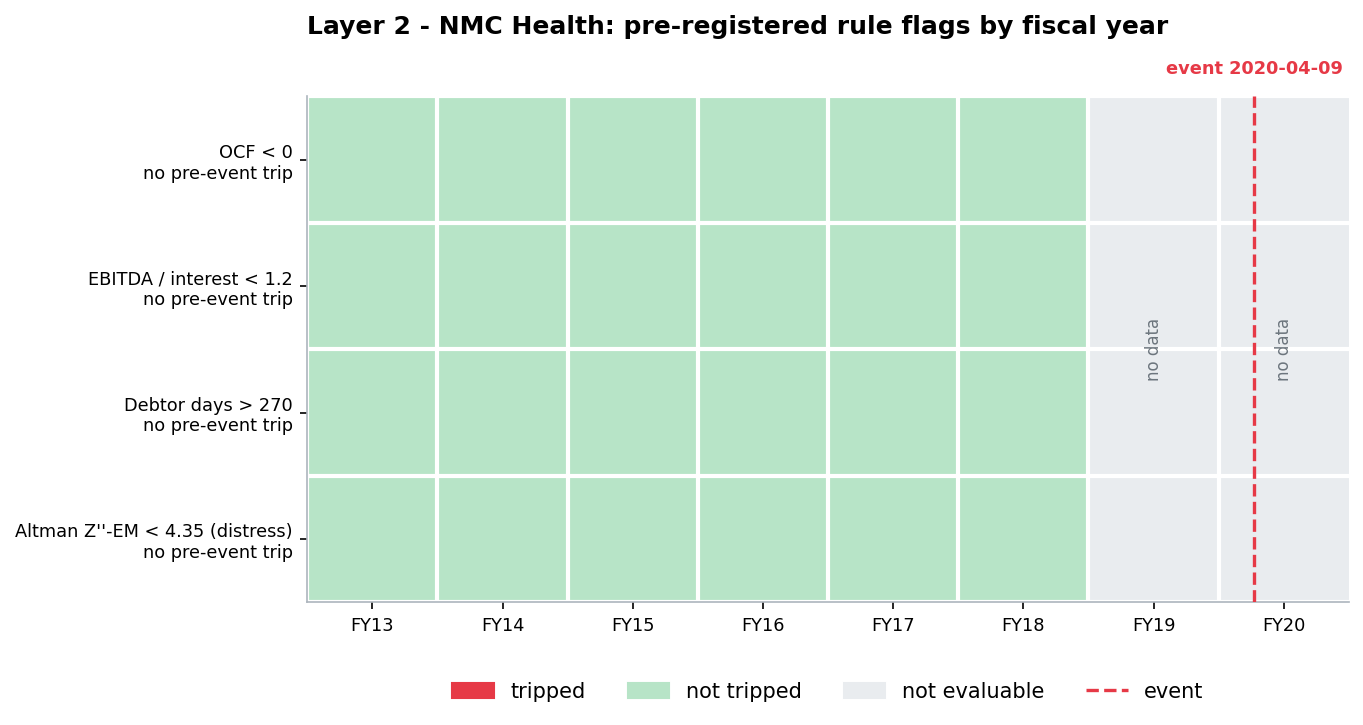 Layer 2 - NMC Health: pre-registered rule flags by fiscal year
event 2020-04-09
OCF < 0
no pre-event trip
EBITDA / interest < 1.2
no pre-event trip
Debtor days > 270
no pre-event trip
Altman Z''-EM < 4.35 (distress)
no pre-event trip
no data
no data
FY13
FY14
FY15
FY16
FY17
FY18
FY19
FY20
tripped
not tripped
not evaluable
event